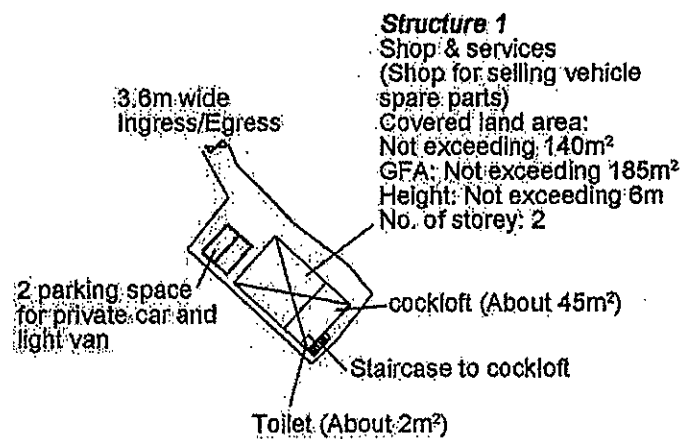 Structure 1
Shop & services
(Shop for selling vehicle
spare parts)
Covered land area:
Not exceeding 140m²
GFA: Not exceeding 185m²
Height: Not exceeding 6m
No. of storey: 2
3.6m wide
Ingress/Egress
2 parking space
for private car and
light van
cockloft (About 45m²)
Staircase to cockloft
Toilet (About 2m²)